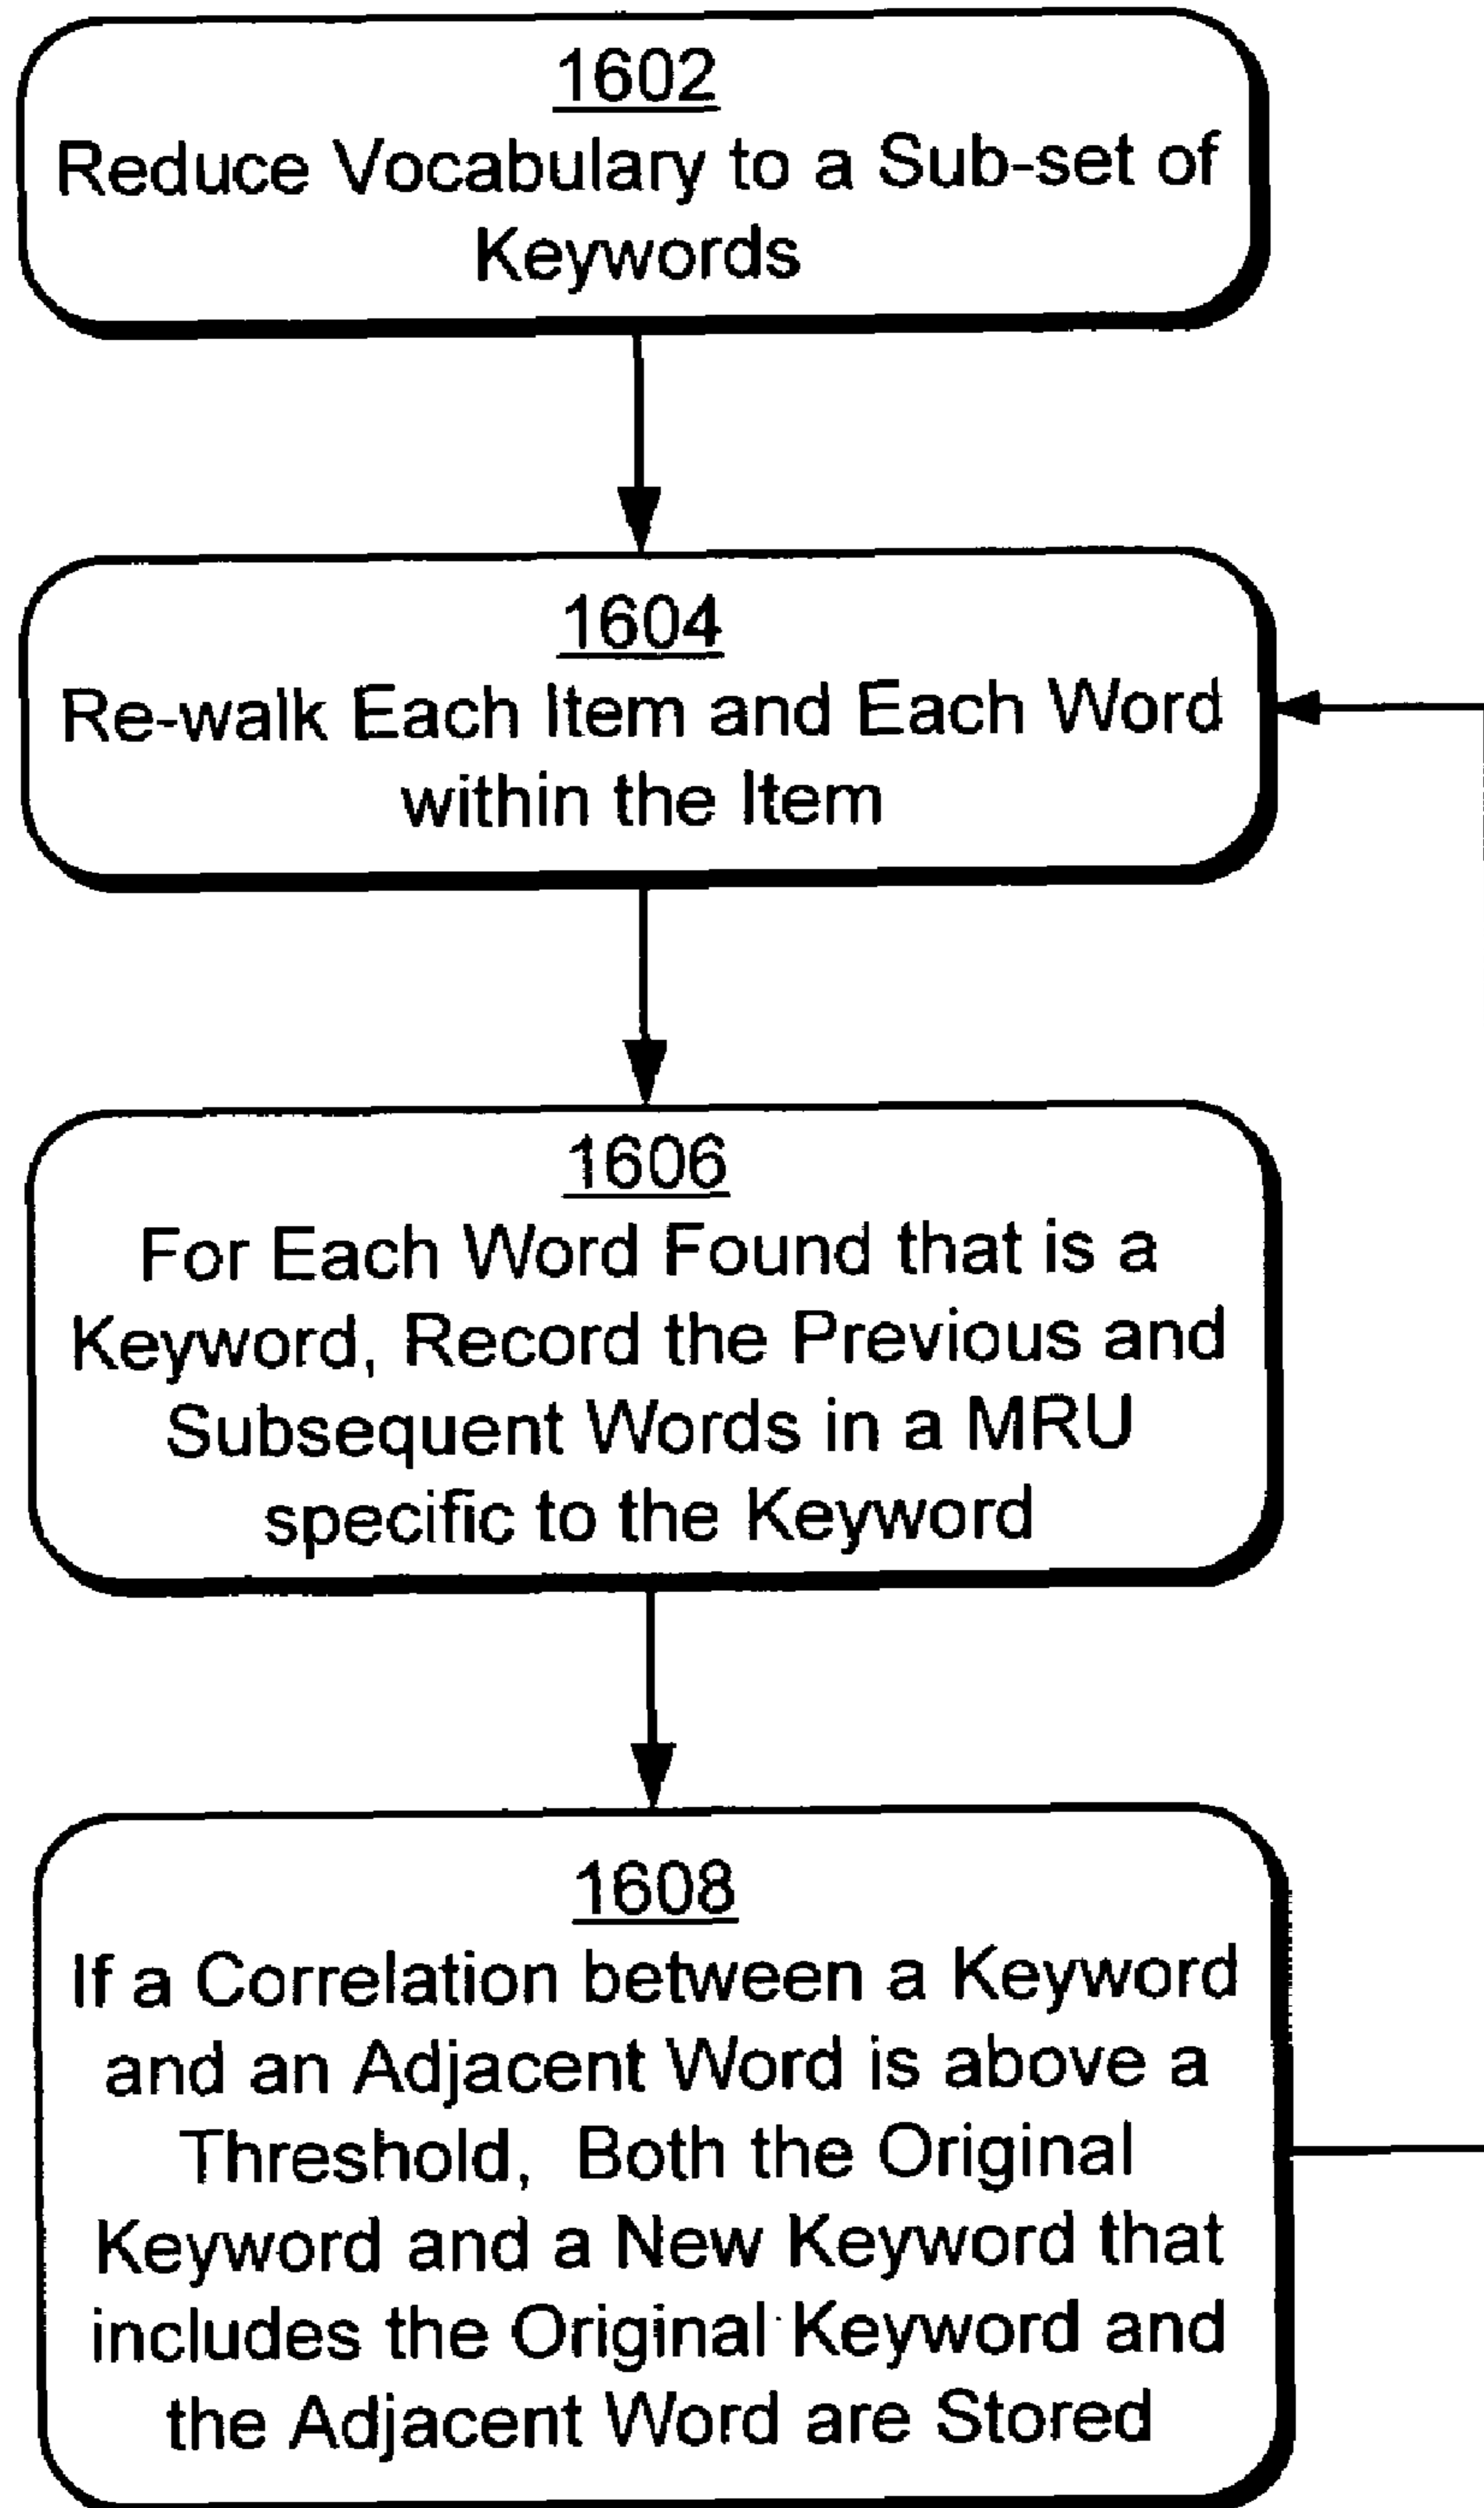 1602
Reduce Vocabulary to a Sub-set of
Keywords
1604
Re-walk Each Item and Each Word
within the Item
1606
For Each Word Found that is a
Keyword, Record the Previous and
Subsequent Words in a MRU
specific to the Keyword
1608
If a Correlation between a Keyword
and an Adjacent Word is above a
Threshold, Both the Original
Keyword and a New Keyword that
includes the Original Keyword and
the Adjacent Word are Stored